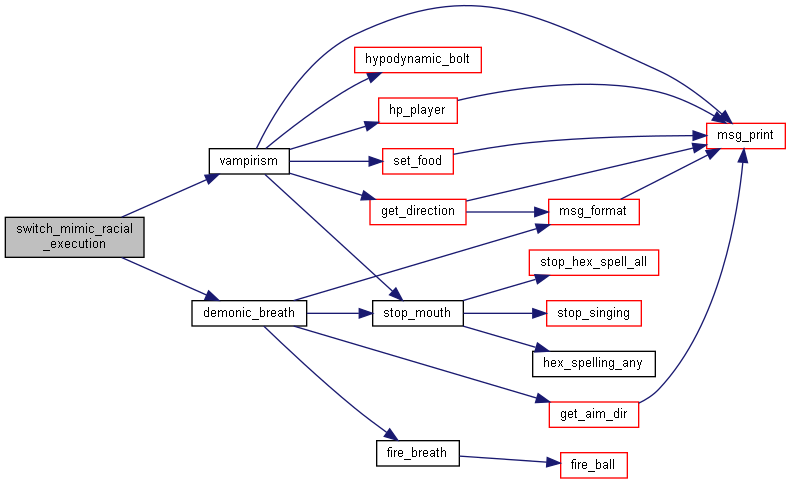 switch_mimic_racial
_execution
vampirism
demonic_breath
hypodynamic_bolt
hp_player
set_food
get_direction
stop_mouth
fire_breath
msg_format
stop_hex_spell_all
stop_singing
hex_spelling_any
get_aim_dir
fire_ball
msg_print